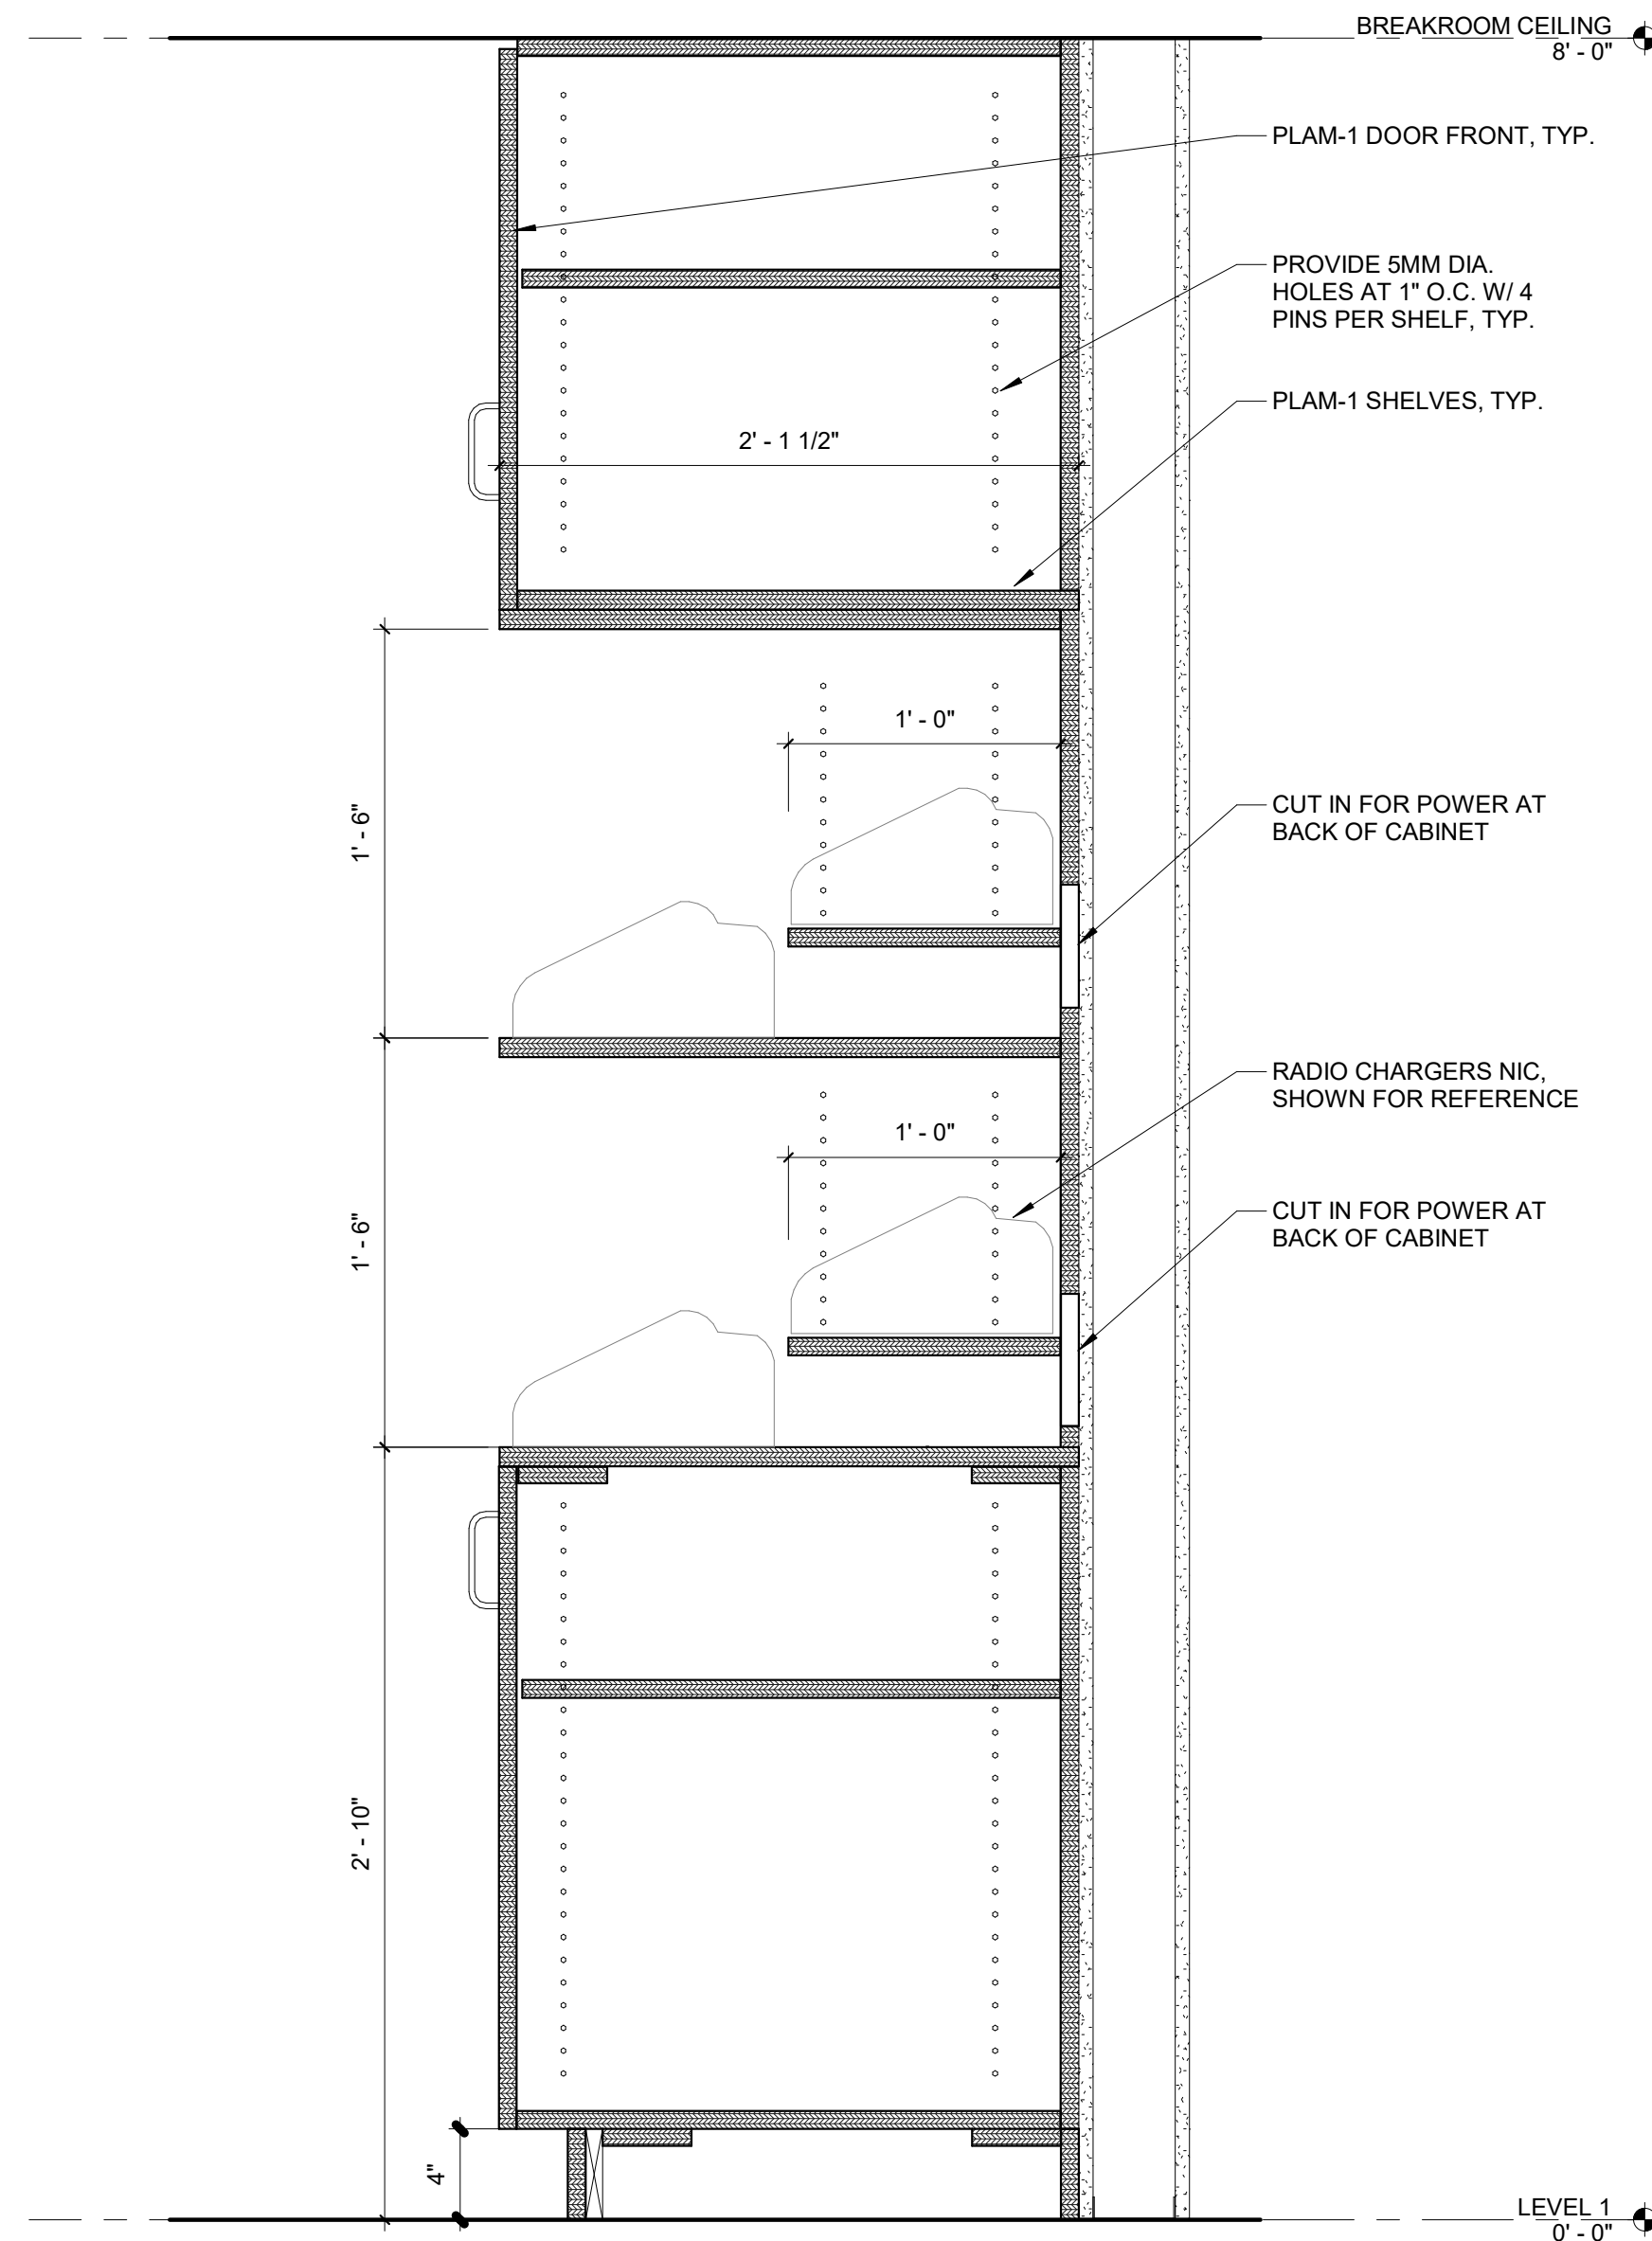 BREAKROOM CEILING
8' - 0"
PLAM-1 DOOR FRONT, TYP.
PROVIDE 5MM DIA.
HOLES AT 1" O.C. W/ 4
PINS PER SHELF, TYP.
PLAM-1 SHELVES, TYP.
2' - 1 1/2"
1' - 0"
1' - 6"
CUT IN FOR POWER AT
BACK OF CABINET
RADIO CHARGERS NIC,
SHOWN FOR REFERENCE
1' - 0"
1' - 6"
CUT IN FOR POWER AT
BACK OF CABINET
2' - 10"
4"
LEVEL 1
0' - 0"